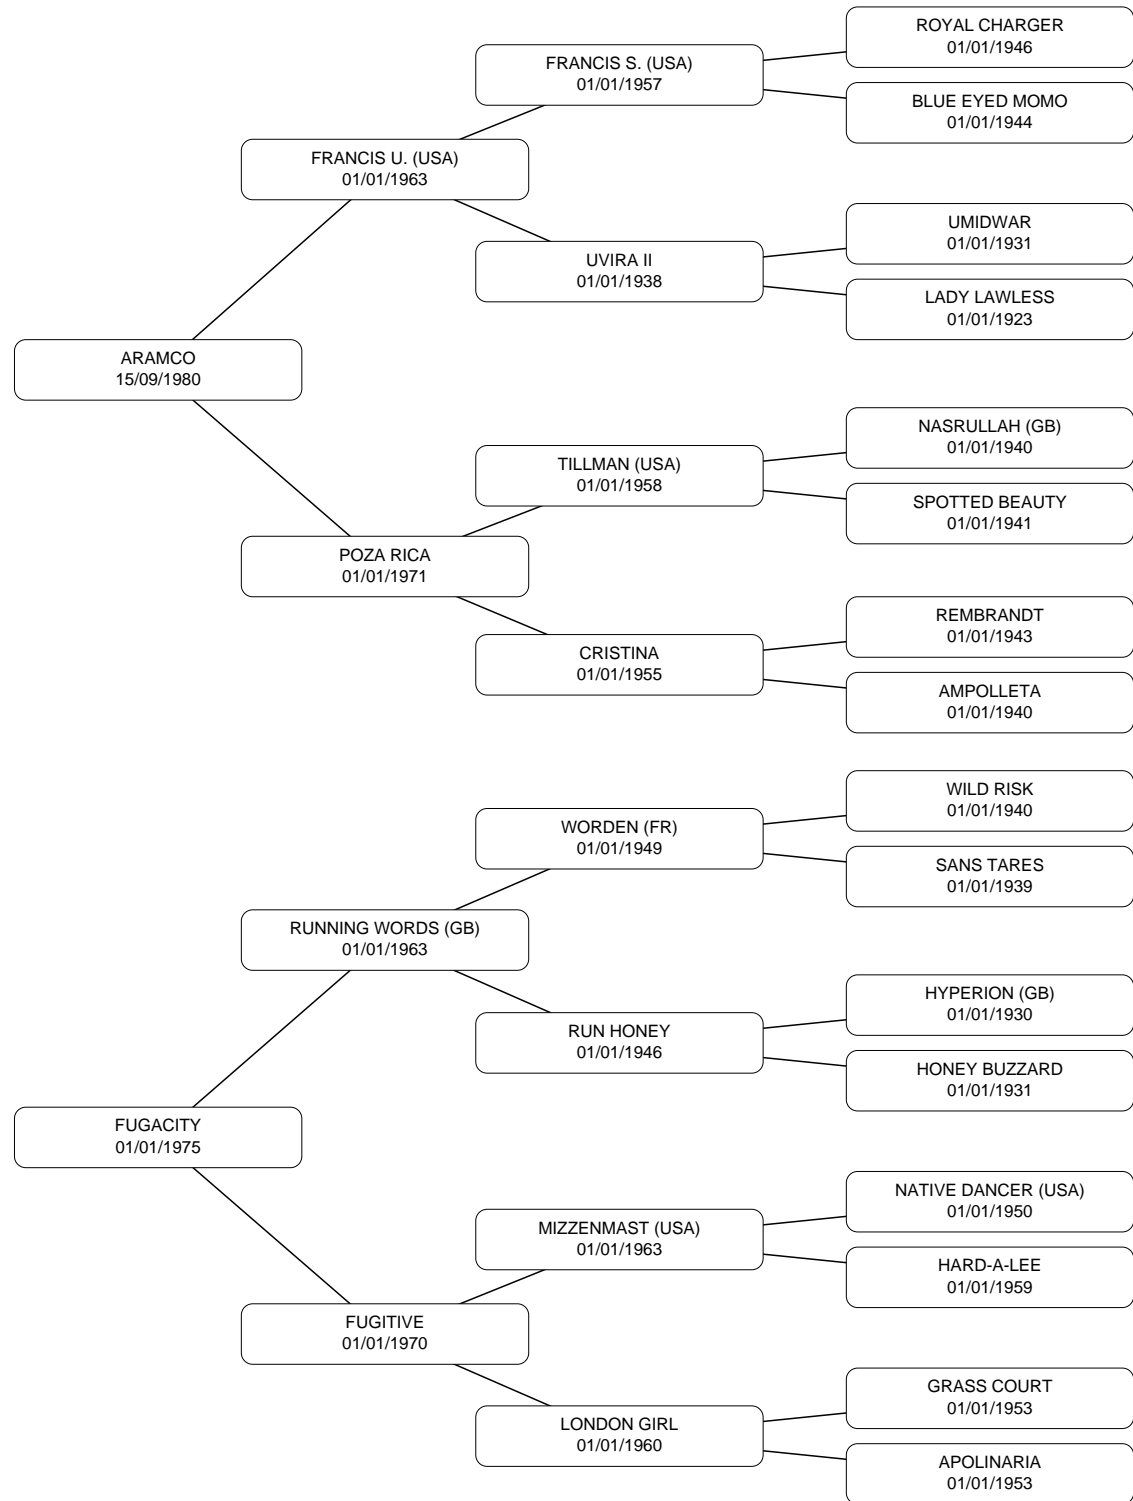 ROYAL CHARGER
01/01/1946
FRANCIS S. (USA)
01/01/1957
BLUE EYED MOMO
01/01/1944
FRANCIS U. (USA)
01/01/1963
UMIDWAR
01/01/1931
UVIRA II
01/01/1938
LADY LAWLESS
01/01/1923
ARAMCO
15/09/1980
NASRULLAH (GB)
01/01/1940
TILLMAN (USA)
01/01/1958
SPOTTED BEAUTY
01/01/1941
POZA RICA
01/01/1971
REMBRANDT
01/01/1943
CRISTINA
01/01/1955
AMPOLLETA
01/01/1940
WILD RISK
01/01/1940
WORDEN (FR)
01/01/1949
SANS TARES
01/01/1939
RUNNING WORDS (GB)
01/01/1963
HYPERION (GB)
01/01/1930
RUN HONEY
01/01/1946
HONEY BUZZARD
01/01/1931
FUGACITY
01/01/1975
NATIVE DANCER (USA)
01/01/1950
MIZZENMAST (USA)
01/01/1963
HARD-A-LEE
01/01/1959
FUGITIVE
01/01/1970
GRASS COURT
01/01/1953
LONDON GIRL
01/01/1960
APOLINARIA
01/01/1953